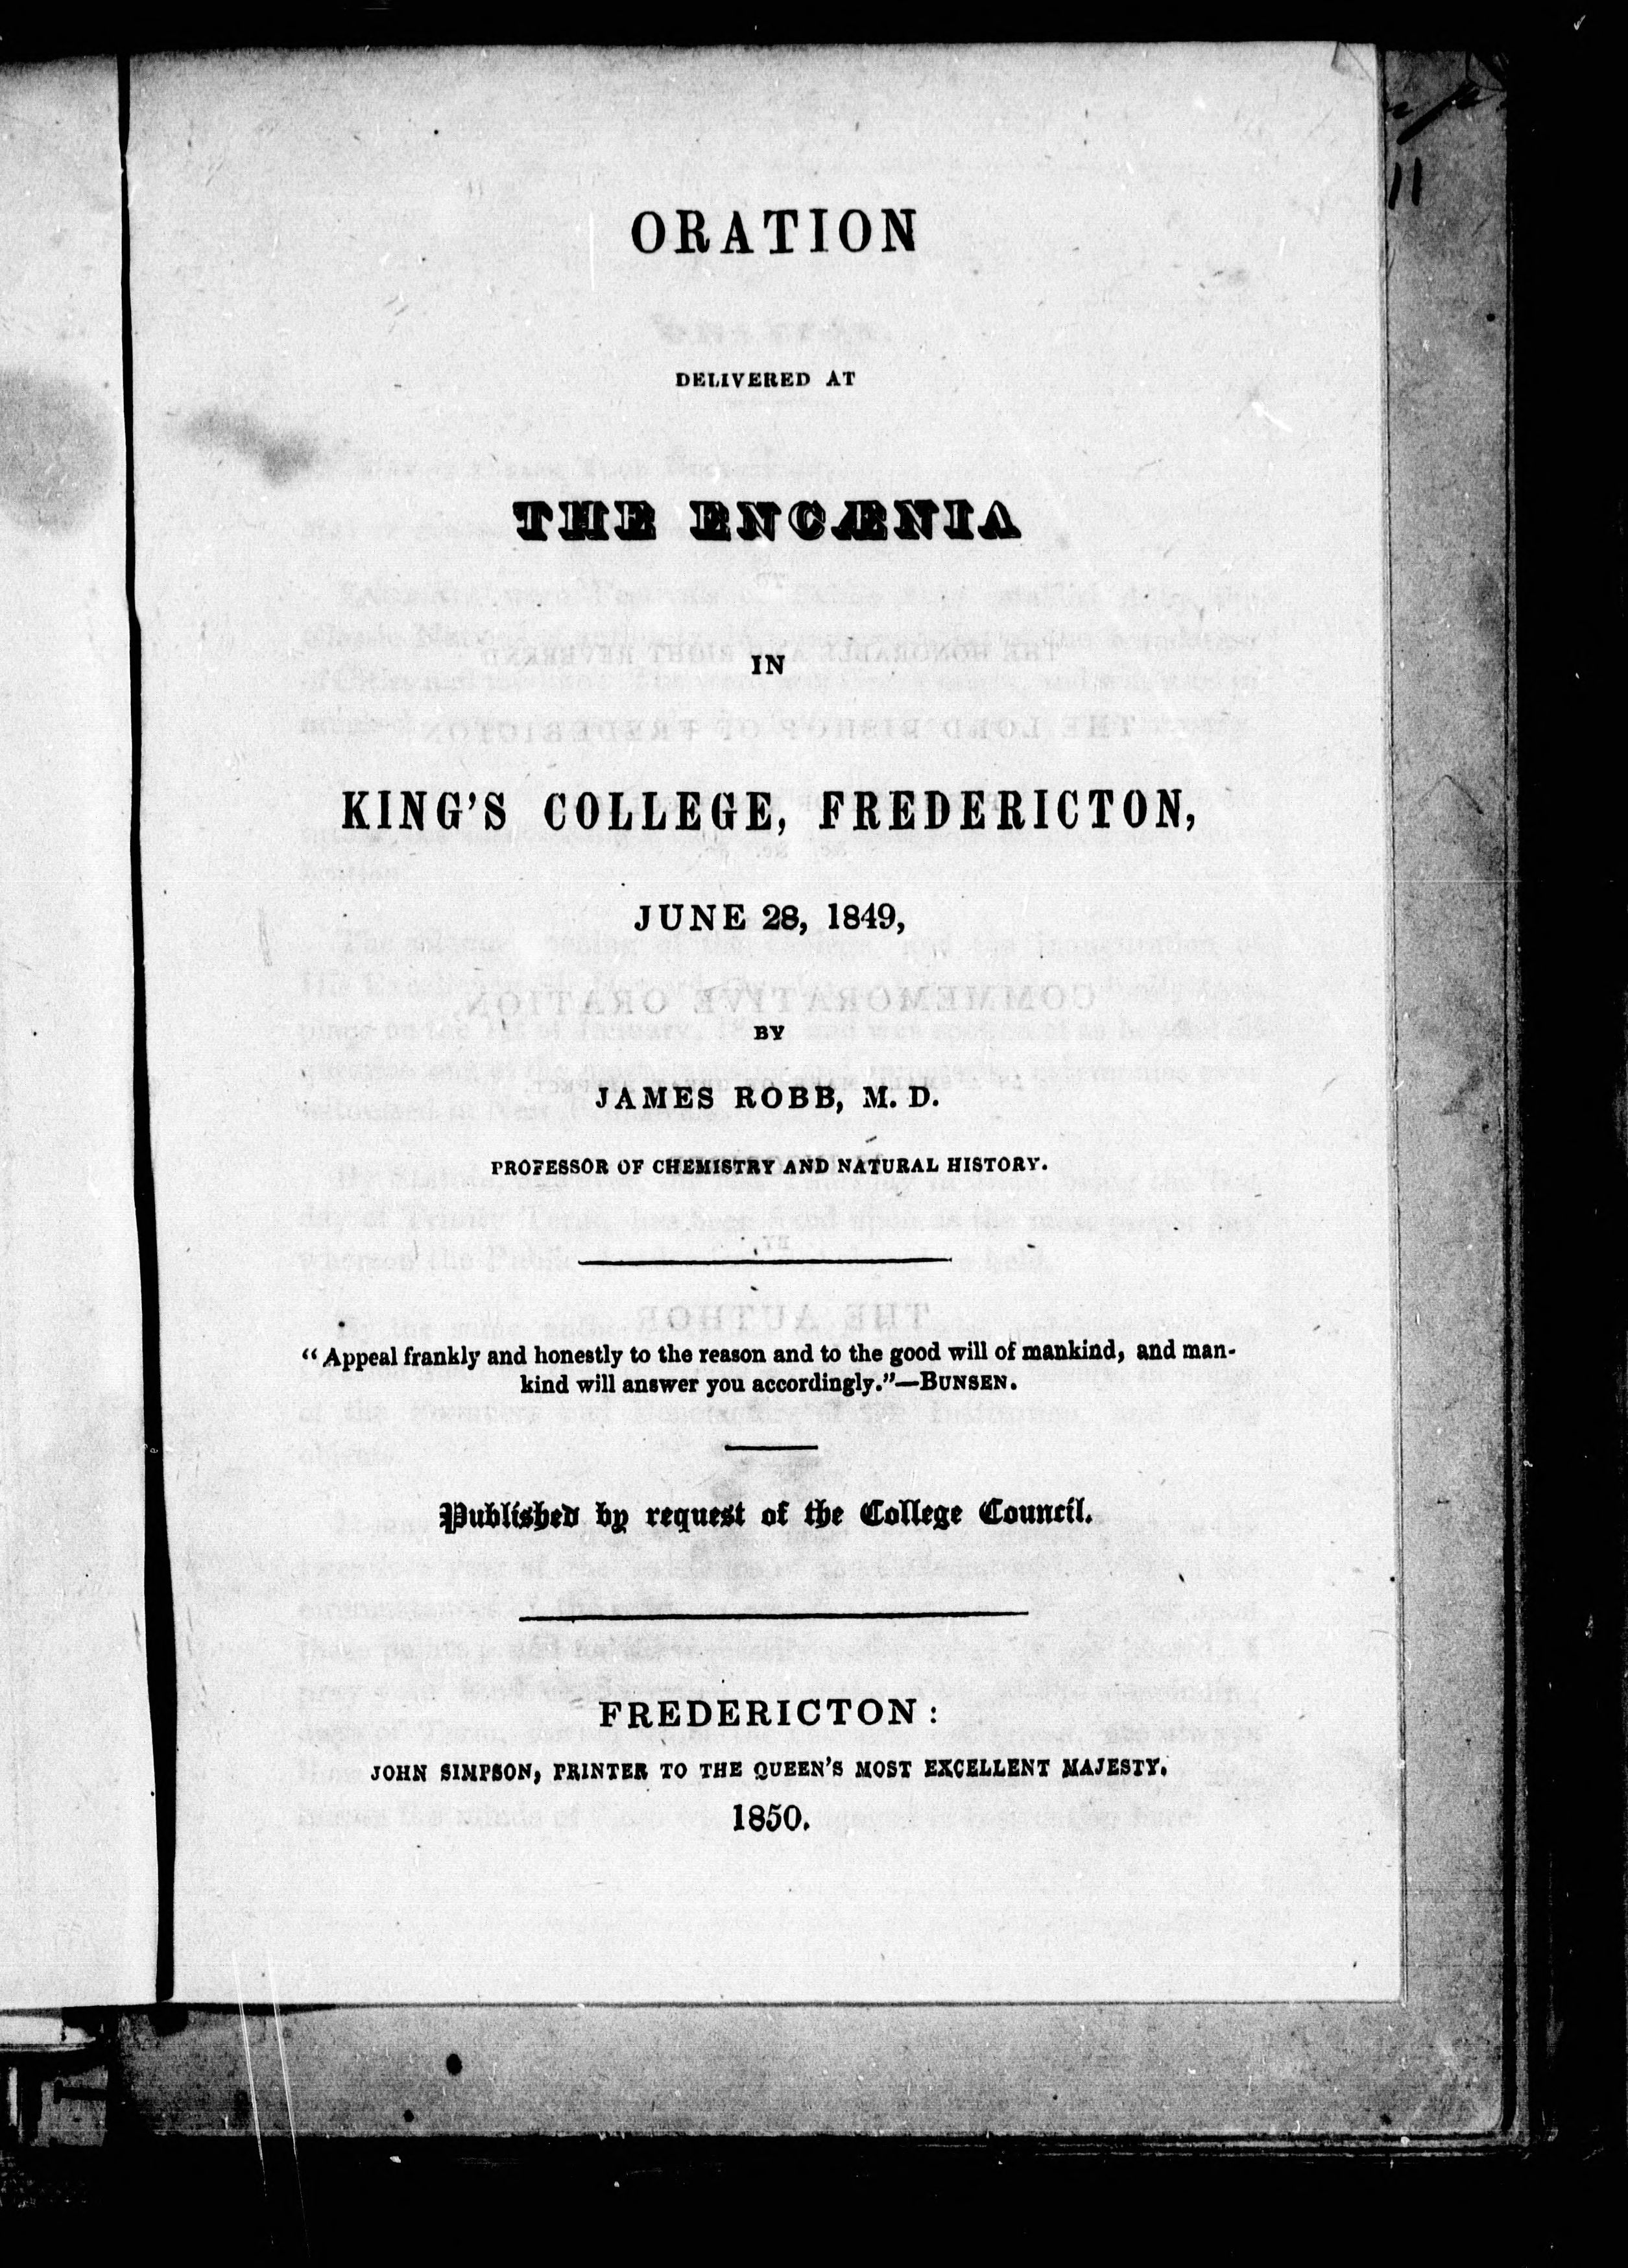 ORATION
DELIVERED AT
THE ENCÆNIA
IN
KING'S COLLEGE, FREDERICTON,
JUNE 28, 1849,
BY
JAMES ROBB, M. D.
PROFESSOR OF CHEMISTRY AND NATURAL HISTORY.
"Appeal frankly and honestly to the reason and to the good will of mankind, and man-
kind will answer you accordingly."—BUNSEN.
Published by request of the College Council.
FREDERICTON:
JOHN SIMPSON, PRINTER TO THE QUEEN'S MOST EXCELLENT MAJESTY.
1850.
11